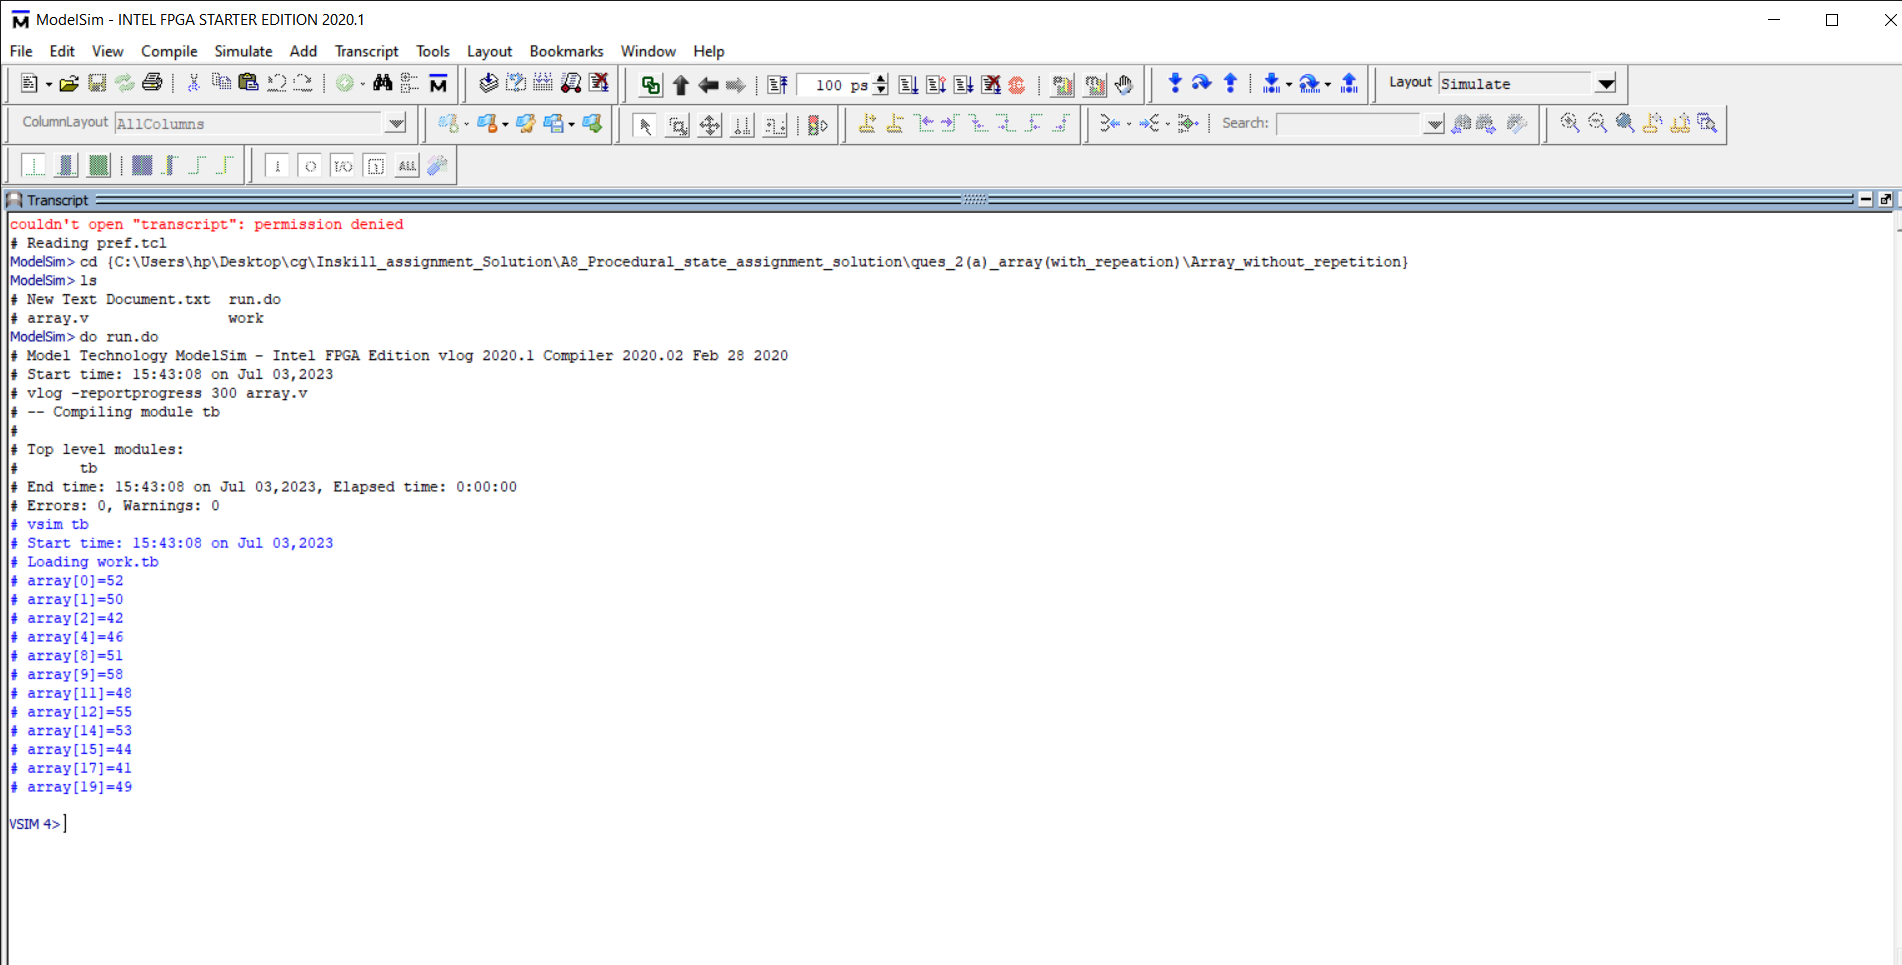 ModelSim - INTEL FPGA STARTER EDITION 2020.1
File Edit View Compile Simulate Add Transcript Tools Layout Bookmarks Window Help
100 ps
Layout Simulate
ColumnLayout AllColumns
Search:
I O I/O ALL
Transcript
couldn't open "transcript": permission denied
# Reading pref.tcl
ModelSim> cd {C:\Users\hp\Desktop\cg\Inskill_assignment_Solution\A8_Procedural_state_assignment_solution\ques_2(a)_array(with_repeation)\Array_without_repetition}
ModelSim> ls
# New Text Document.txt  run.do
# array.v                work
ModelSim> do run.do
# Model Technology ModelSim - Intel FPGA Edition vlog 2020.1 Compiler 2020.02 Feb 28 2020
# Start time: 15:43:08 on Jul 03,2023
# vlog -reportprogress 300 array.v
# -- Compiling module tb
#
# Top level modules:
#       tb
# End time: 15:43:08 on Jul 03,2023, Elapsed time: 0:00:00
# Errors: 0, Warnings: 0
# vsim tb
# Start time: 15:43:08 on Jul 03,2023
# Loading work.tb
# array[0]=52
# array[1]=50
# array[2]=42
# array[4]=46
# array[8]=51
# array[9]=58
# array[11]=48
# array[12]=55
# array[14]=53
# array[15]=44
# array[17]=41
# array[19]=49
VSIM 4>